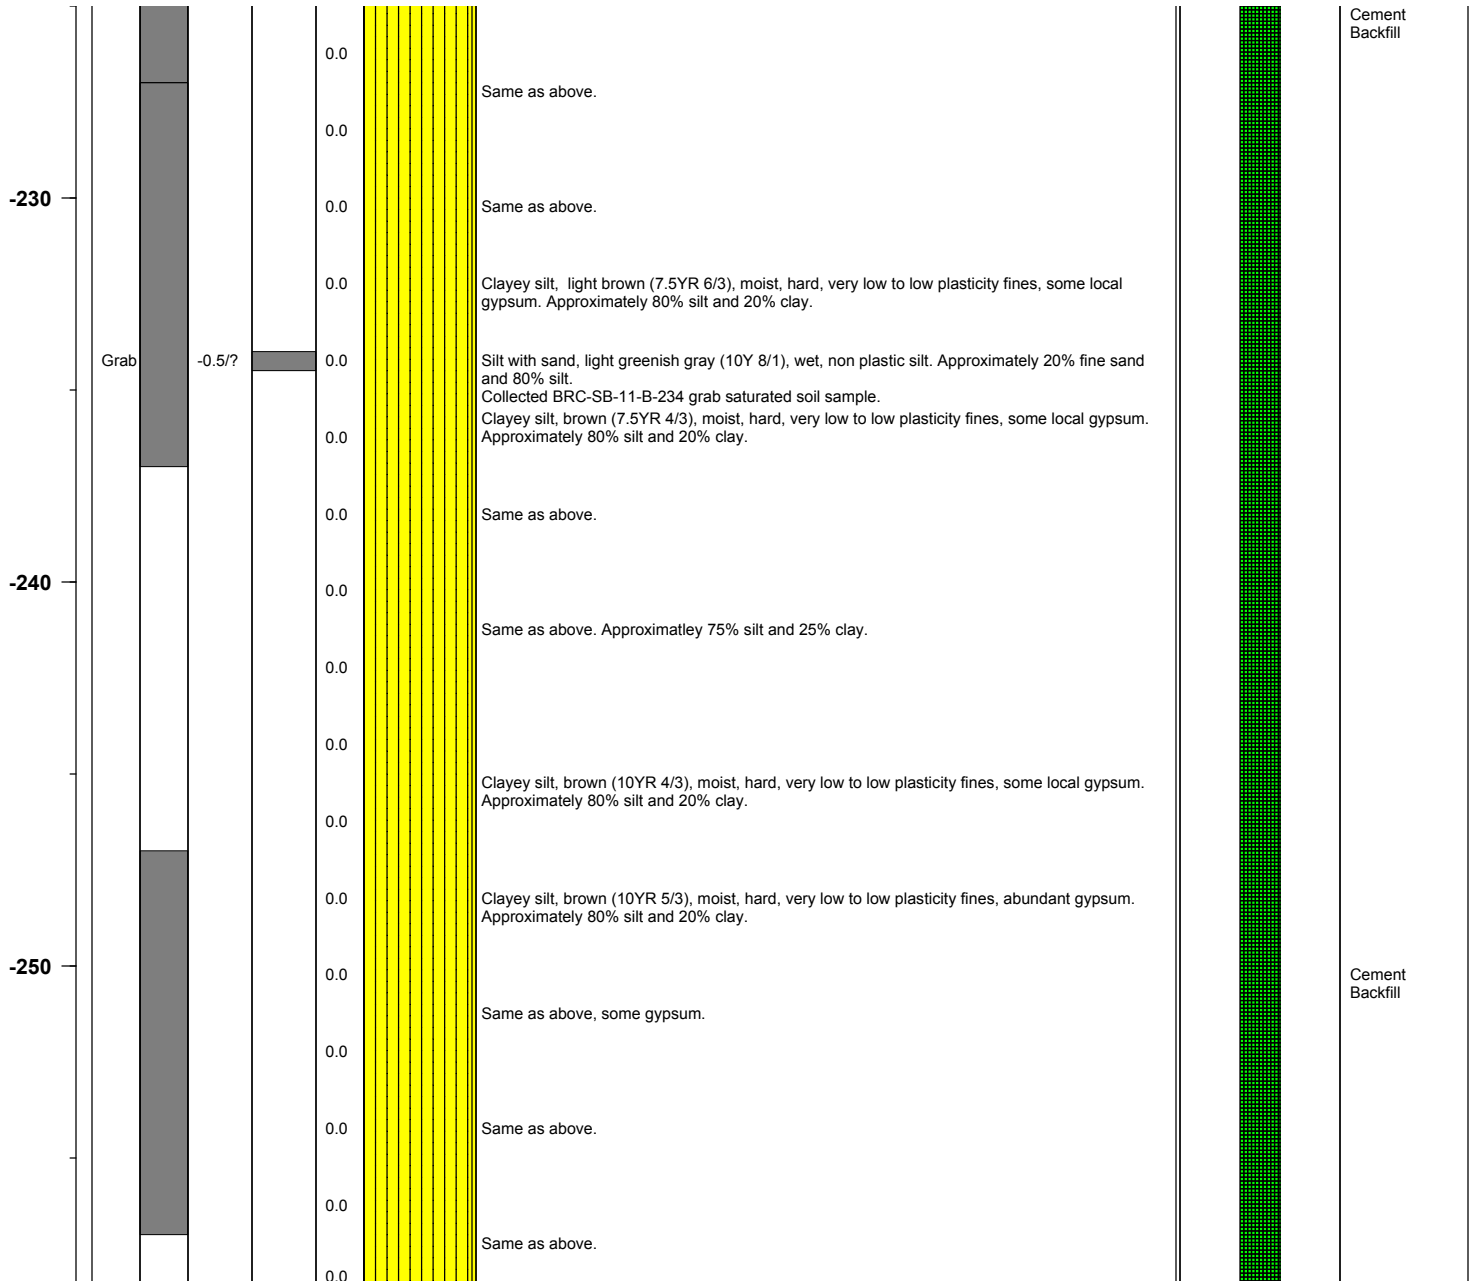 Cement
Backfill
0.0
Same as above.
0.0
-230
0.0
Same as above.
0.0
Clayey silt, light brown (7.5YR 6/3), moist, hard, very low to low plasticity fines, some local
gypsum. Approximately 80% silt and 20% clay.
Grab
-0.5/?
0.0
Silt with sand, light greenish gray (10Y 8/1), wet, non plastic silt. Approximately 20% fine sand
and 80% silt.
Collected BRC-SB-11-B-234 grab saturated soil sample.
Clayey silt, brown (7.5YR 4/3), moist, hard, very low to low plasticity fines, some local gypsum.
0.0
Approximately 80% silt and 20% clay.
0.0
Same as above.
-240
0.0
Same as above. Approximatley 75% silt and 25% clay.
0.0
0.0
Clayey silt, brown (10YR 4/3), moist, hard, very low to low plasticity fines, some local gypsum.
Approximately 80% silt and 20% clay.
0.0
0.0
Clayey silt, brown (10YR 5/3), moist, hard, very low to low plasticity fines, abundant gypsum.
Approximately 80% silt and 20% clay.
-250
0.0
Cement
Backfill
Same as above, some gypsum.
0.0
0.0
Same as above.
0.0
Same as above.
0.0